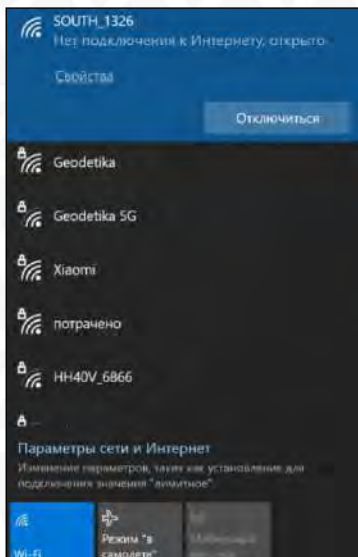 SOUTH_1326
Нет подключения к Интернету, открыто
Свойства
Отключиться
Geodetika
Geodetika 5G
Xiaomi
потрачено
HH40V_6866
Параметры сети и Интернет
Изменение параметров, таких как установление для
подключения значения "лимитное".
Wi-Fi
Режим "в
самолете"